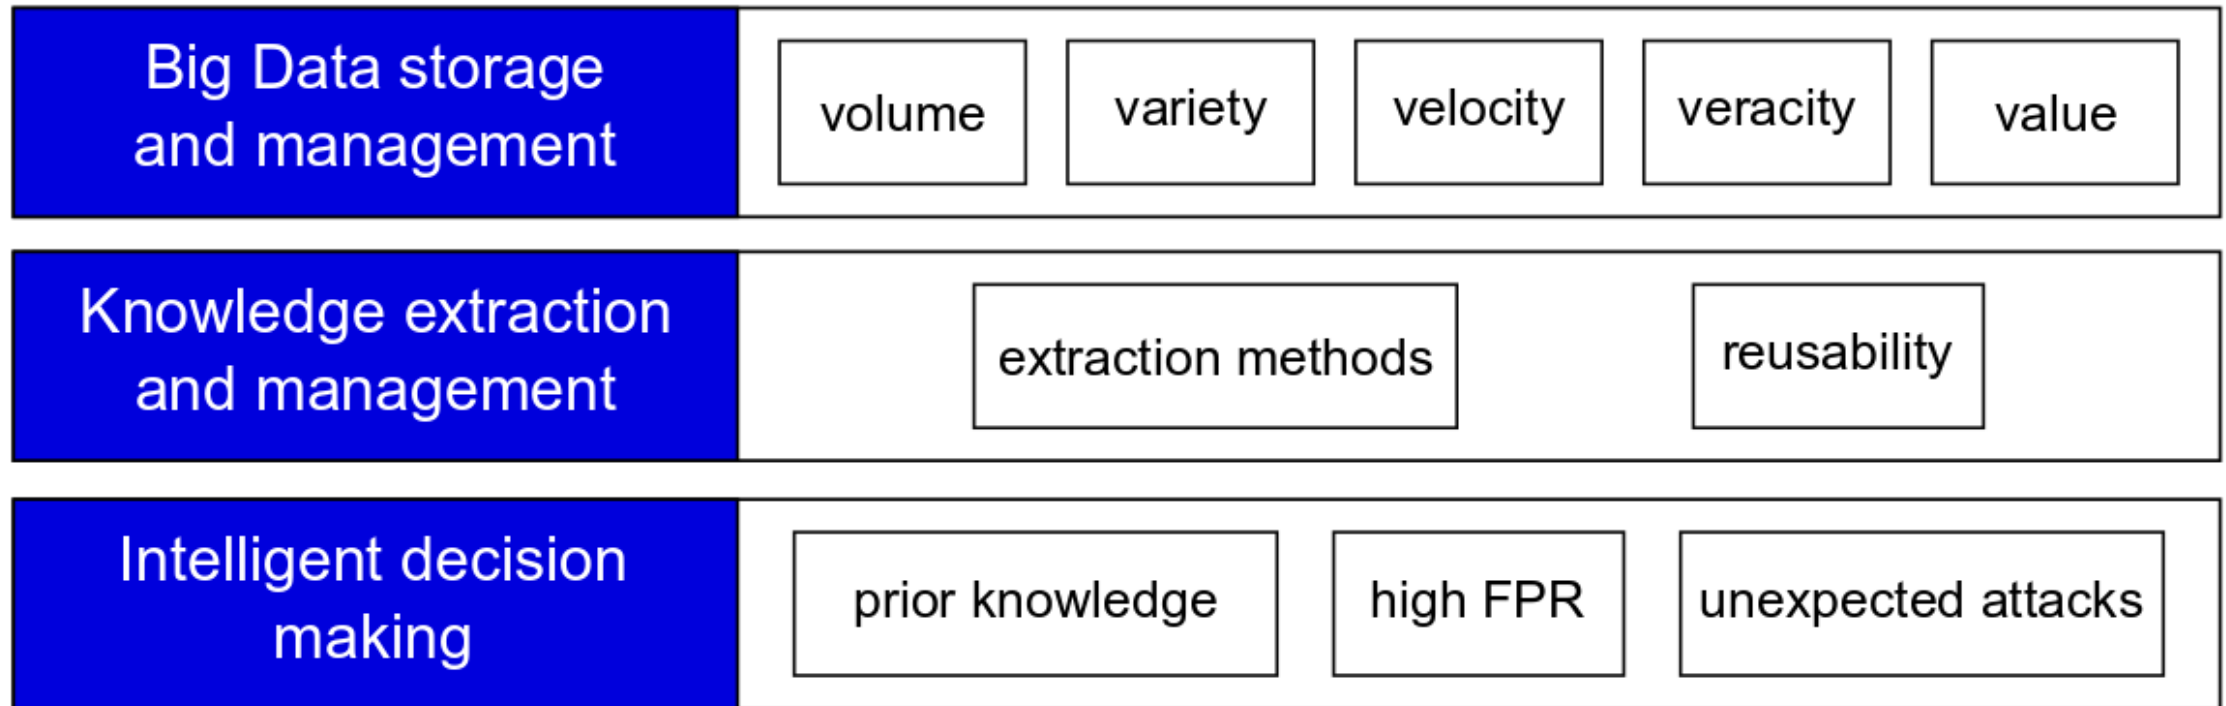 Big Data storage
and management
volume
variety
velocity
veracity
value
Knowledge extraction
and management
extraction methods
reusability
Intelligent decision
making
prior knowledge
high FPR
unexpected attacks